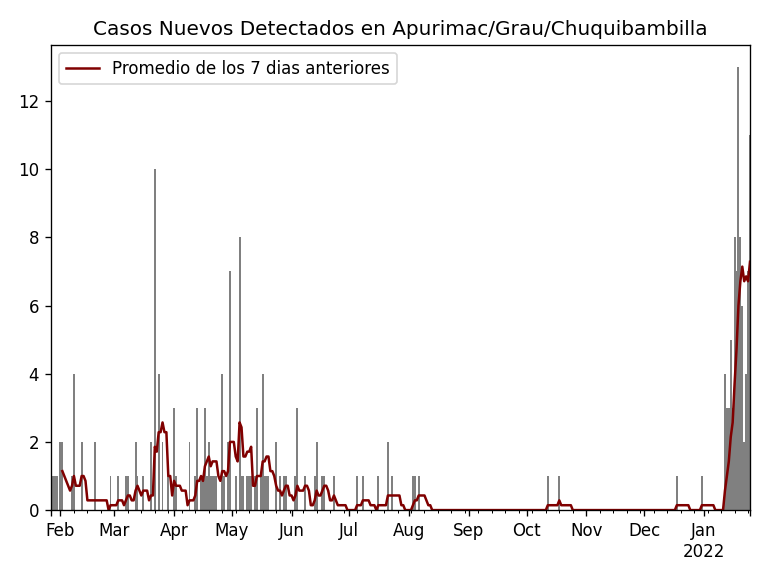 Casos Nuevos Detectados en Apurimac/Grau/Chuquibambilla
Promedio de los 7 dias anteriores
12
10
8
6
4
2
0
Feb Mar Apr May Jun Jul Aug Sep Oct Nov Dec Jan
2022